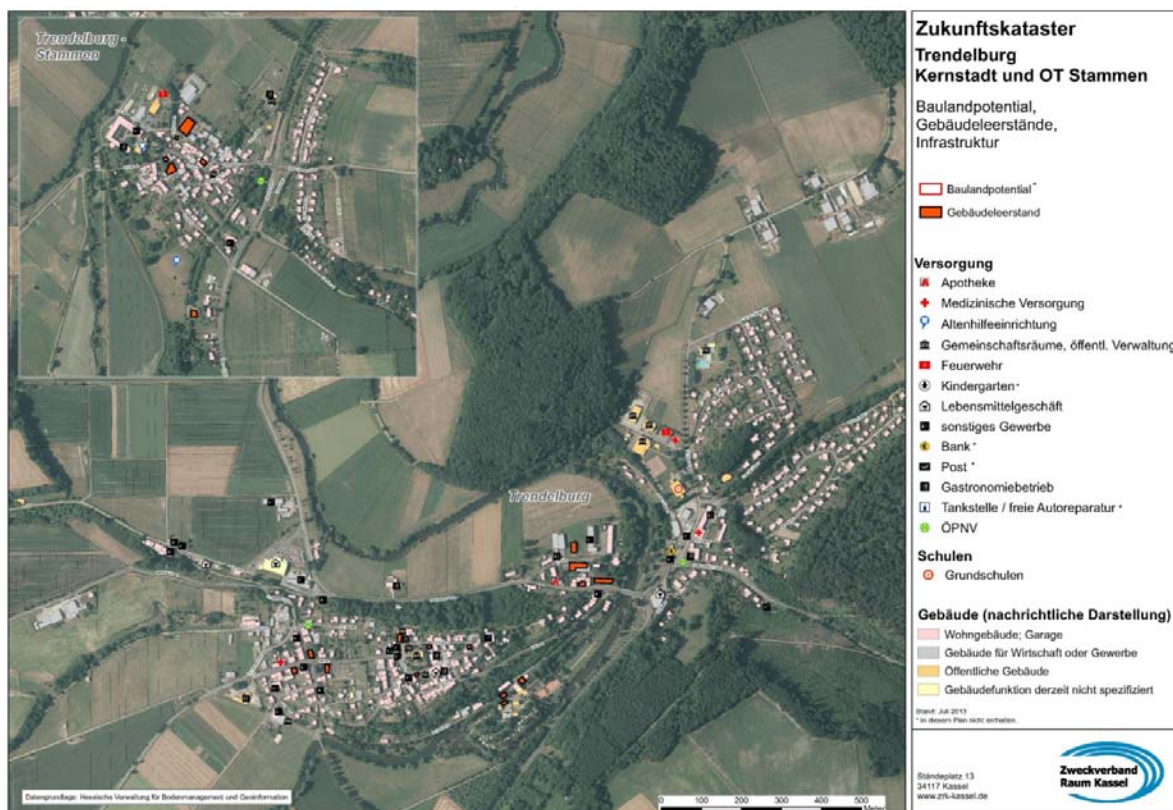 Trendelburg -
Stammen
Trendelburg
Datengrundlage: Hessische Verwaltung für Bodenmanagement und Geoinformation
0 100 200 300 400 500
Meter
Zukunftskataster
Trendelburg
Kernstadt und OT Stammen
Baulandpotential,
Gebäudeleerstände,
Infrastruktur
Baulandpotential *
Gebäudeleerstand
Versorgung
Apotheke
Medizinische Versorgung
Altenhilfeeinrichtung
Gemeinschaftsräume, öffentl. Verwaltung
Feuerwehr
Kindergarten *
Lebensmittelgeschäft
sonstiges Gewerbe
Bank *
Post *
Gastronomiebetrieb
Tankstelle / freie Autoreparatur *
ÖPNV
Schulen
Grundschulen
Gebäude (nachrichtliche Darstellung)
Wohngebäude; Garage
Gebäude für Wirtschaft oder Gewerbe
Öffentliche Gebäude
Gebäudefunktion derzeit nicht spezifiziert
Stand: Juli 2013
* in diesem Plan nicht enthalten.
Ständeplatz 13
34117 Kassel
www.zrk-kassel.de
Zweckverband
Raum Kassel